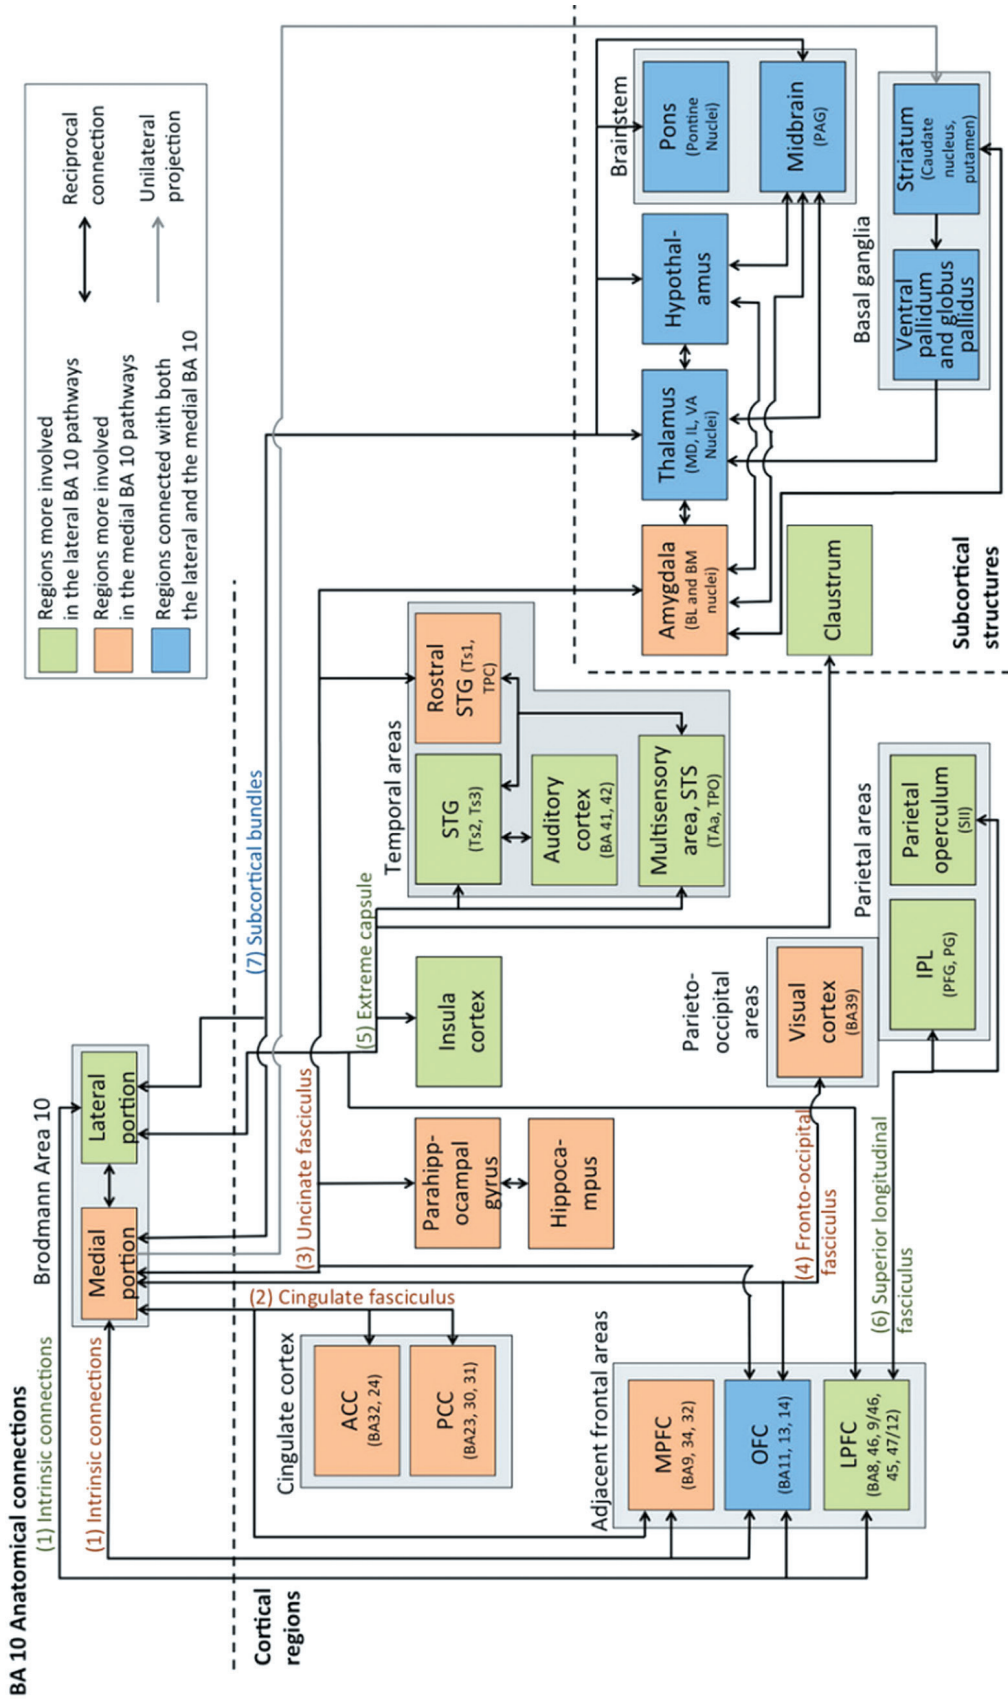 BA 10 Anatomical connections
(1) Intrinsic connections
(1) Intrinsic connections
Brodmann Area 10
Medial
portion
Lateral
portion
Regions more involved
in the lateral BA 10 pathways
Regions more involved
in the medial BA 10 pathways
Regions connected with both
the lateral and the medial BA 10
Reciprocal
connection
Unilateral
projection
Cortical
regions
(2) Cingulate fasciculus
(3) Uncinate fasciculus
(7) Subcortical bundles
(5) Extreme capsule
Cingulate cortex
ACC
(BA32, 24)
PCC
(BA23, 30, 31)
Parahipp-
ocampal
gyrus
Hippoca-
mpus
Insula
cortex
Temporal areas
STG
(Ts2, Ts3)
Rostral
STG (Ts1,
TPC)
Auditory
cortex
(BA 41, 42)
Multisensory
area, STS
(TAa, TPO)
Adjacent frontal areas
MPFC
(BA9, 34, 32)
OFC
(BA11, 13, 14)
LPFC
(BA8, 46, 9/46,
45, 47/12)
(4) Fronto-occipital
fasciculus
(6) Superior longitudinal
fasciculus
Parieto-
occipital
areas
Visual
cortex
(BA39)
Parietal areas
IPL
(PFG, PG)
Parietal
operculum
(SII)
Amygdala
(BL and BM
nuclei)
Thalamus
(MD, IL, VA
Nuclei)
Hypothal-
amus
Brainstem
Pons
(Pontine
Nuclei)
Midbrain
(PAG)
Claustrum
Basal ganglia
Ventral
pallidum
and globus
pallidus
Striatum
(Caudate
nucleus,
putamen)
Subcortical
structures